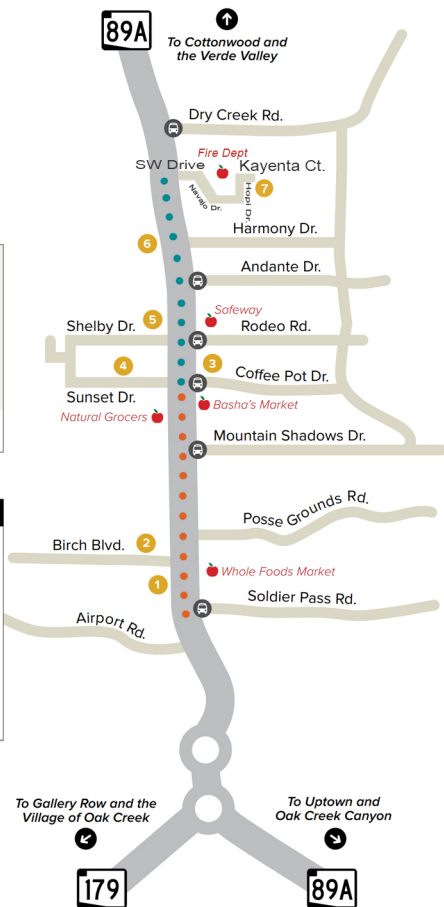 89A
To Cottonwood and
the Verde Valley
Dry Creek Rd.
Fire Dept
SW Drive
Kayenta Ct.
Navajo Dr.
Hopi Dr.
7
Harmony Dr.
6
Andante Dr.
Safeway
5
Shelby Dr.
Rodeo Rd.
4
3
Coffee Pot Dr.
Sunset Dr.
Basha's Market
Natural Grocers
Mountain Shadows Dr.
Posse Grounds Rd.
2
Birch Blvd.
Whole Foods Market
1
Soldier Pass Rd.
Airport Rd.
To Gallery Row and the
Village of Oak Creek
To Uptown and
Oak Creek Canyon
179
89A